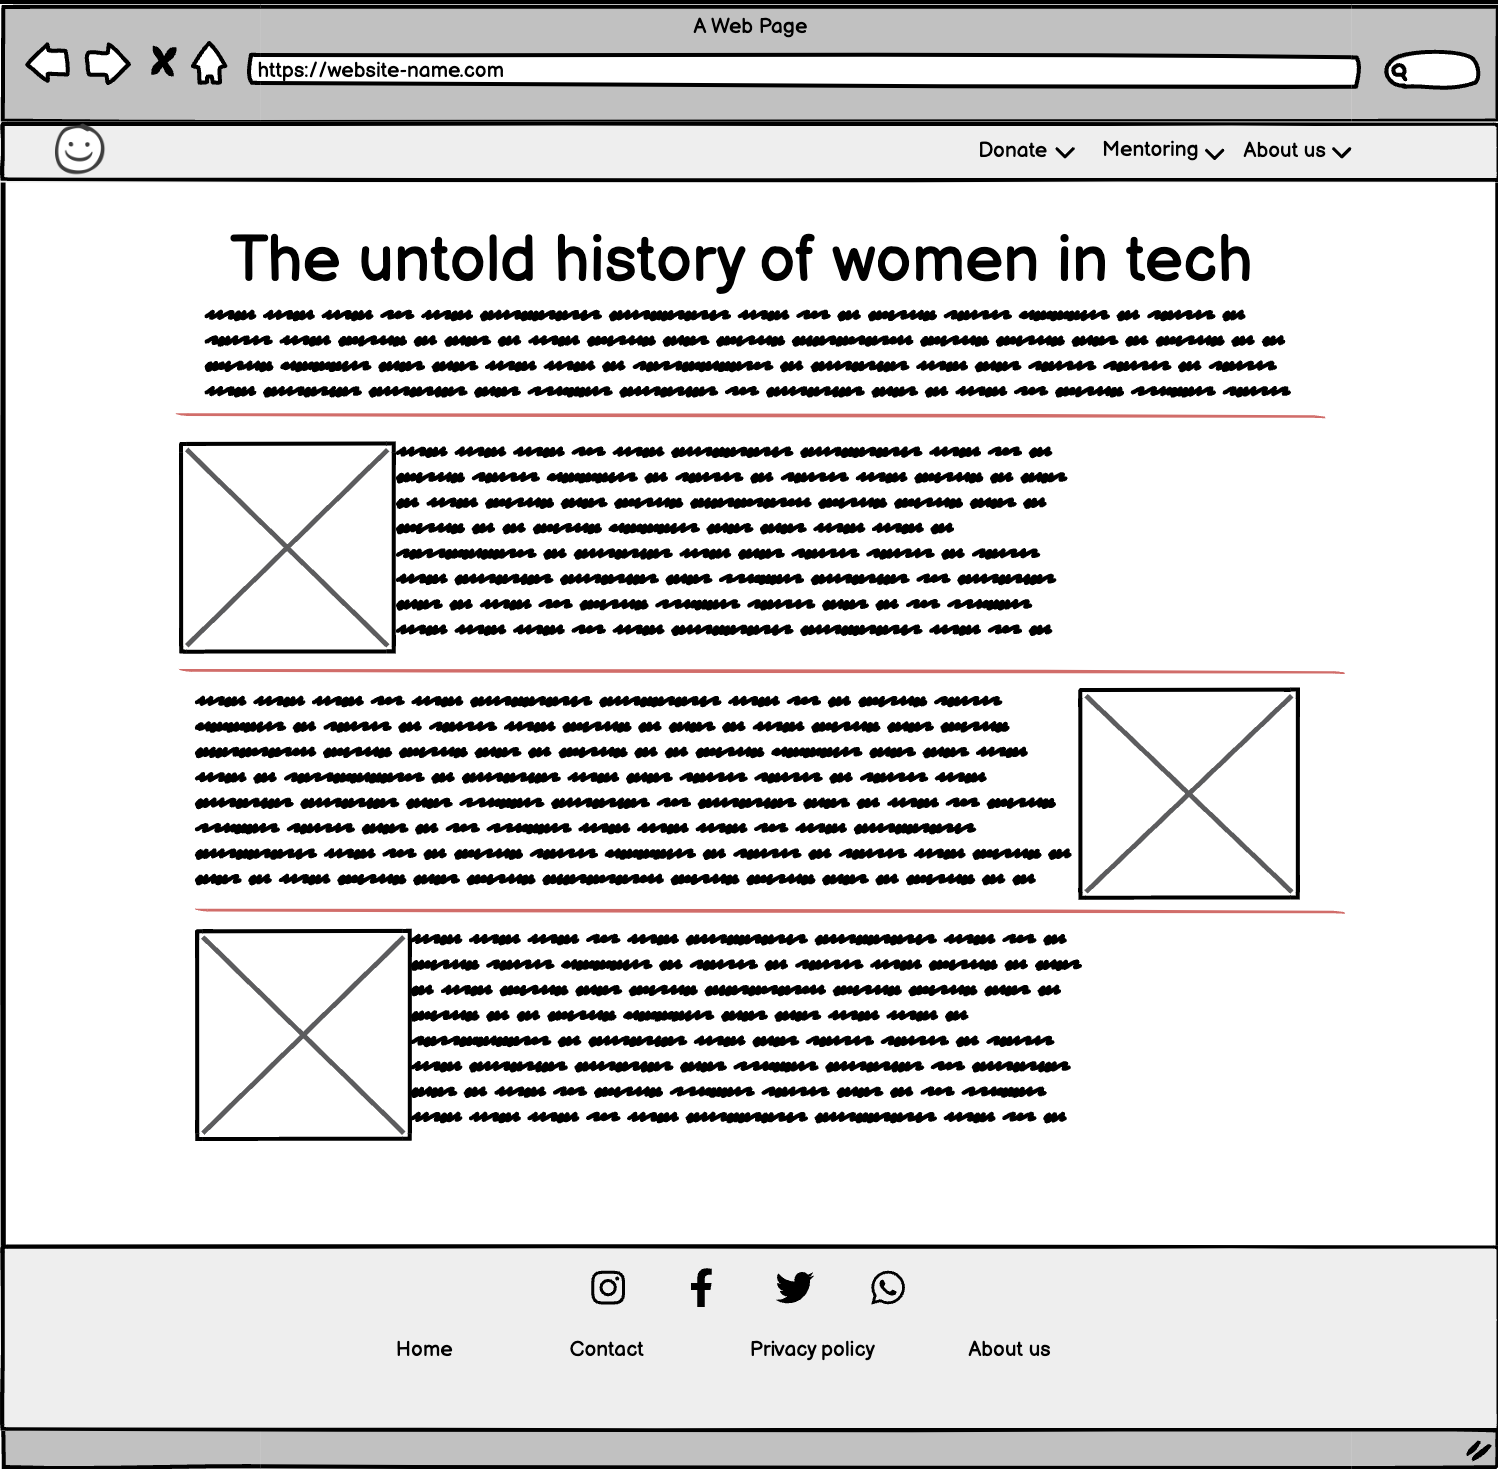 A Web Page
https://website-name.com
Donate Mentoring About us
The untold history of women in tech
Home Contact Privacy policy About us